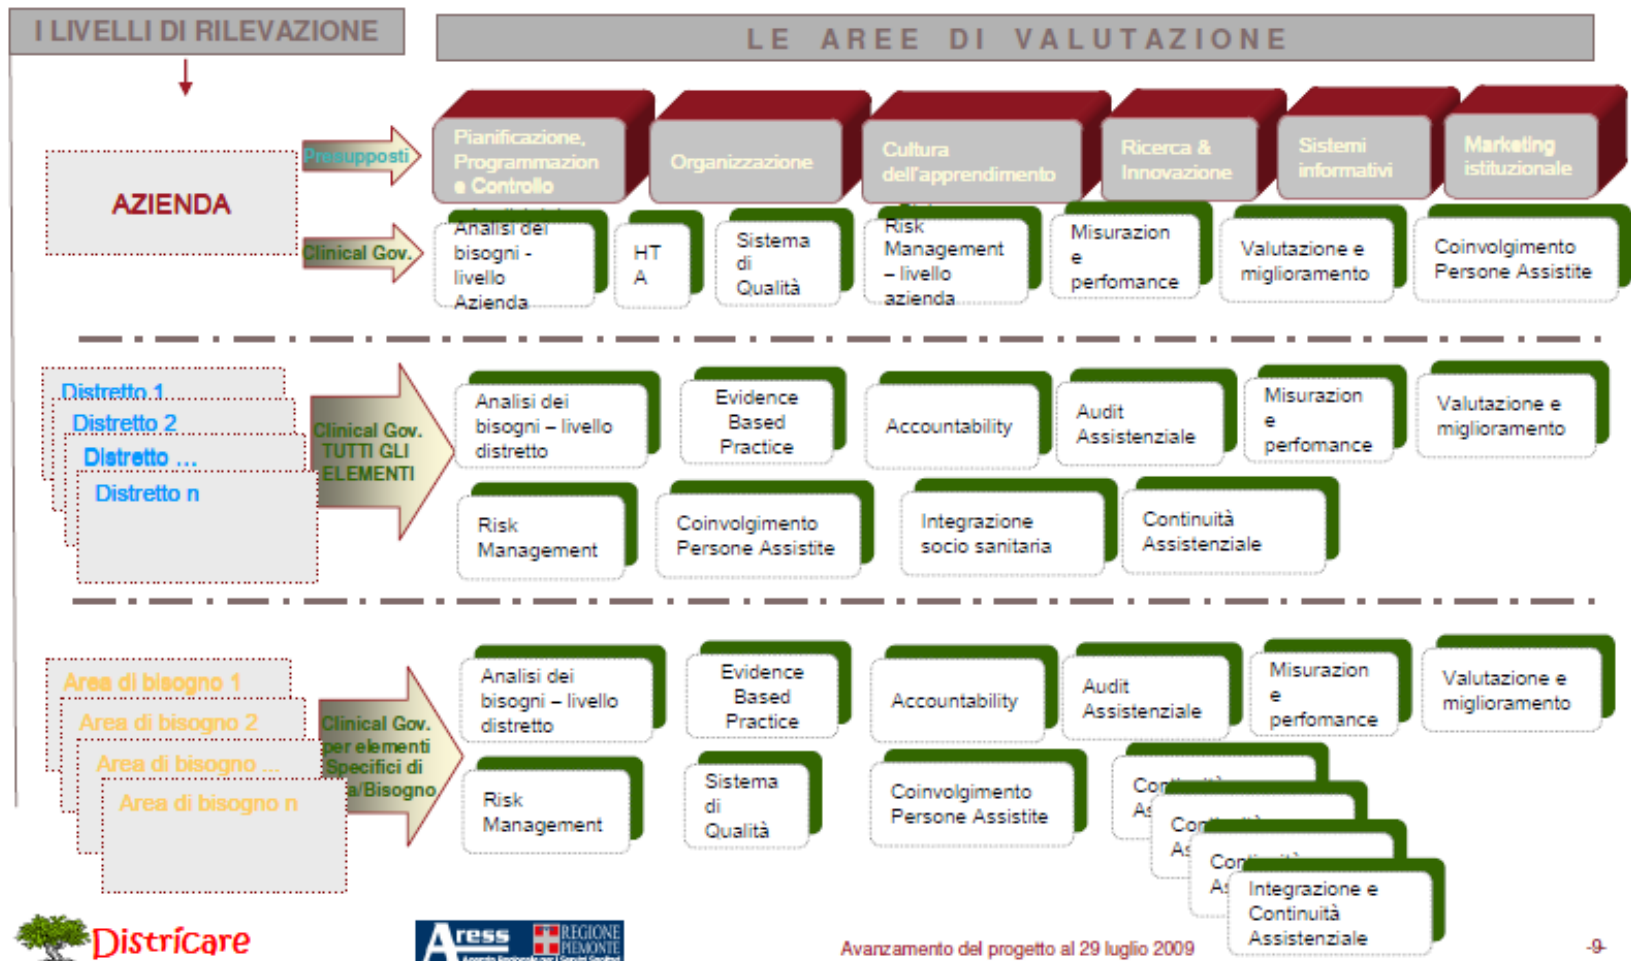 I LIVELLI DI RILEVAZIONE
LE AREE DI VALUTAZIONE
AZIENDA
Presupposti
Pianificazione,
Programmazion
e Controllo
Organizzazione
Cultura
dell'apprendimento
Ricerca &
Innovazione
Sistemi
informativi
Marketing
istituzionale
Clinical Gov.
Analisi dei
bisogni -
livello
Azienda
HT
A
Sistema
di
Qualità
Risk
Management
– livello
azienda
Misurazion
e
perfomance
Valutazione e
miglioramento
Coinvolgimento
Persone Assistite
Distretto 1
Distretto 2
Distretto ...
Distretto n
Clinical Gov.
TUTTI GLI
ELEMENTI
Analisi dei
bisogni – livello
distretto
Evidence
Based
Practice
Accountability
Audit
Assistenziale
Misurazion
e
perfomance
Valutazione e
miglioramento
Risk
Management
Coinvolgimento
Persone Assistite
Integrazione
socio sanitaria
Continuità
Assistenziale
Area di bisogno 1
Area di bisogno 2
Area di bisogno ...
Area di bisogno n
Clinical Gov.
per elementi
Specifici di
a/Bisogno
Analisi dei
bisogni – livello
distretto
Evidence
Based
Practice
Accountability
Audit
Assistenziale
Misurazion
e
perfomance
Valutazione e
miglioramento
Risk
Management
Sistema
di
Qualità
Coinvolgimento
Persone Assistite
Continuità
As
Continuità
As
Continuità
As
Integrazione e
Continuità
Assistenziale
Districare
Aress
REGIONE
PIEMONTE
Avanzamento del progetto al 29 luglio 2009
-9-